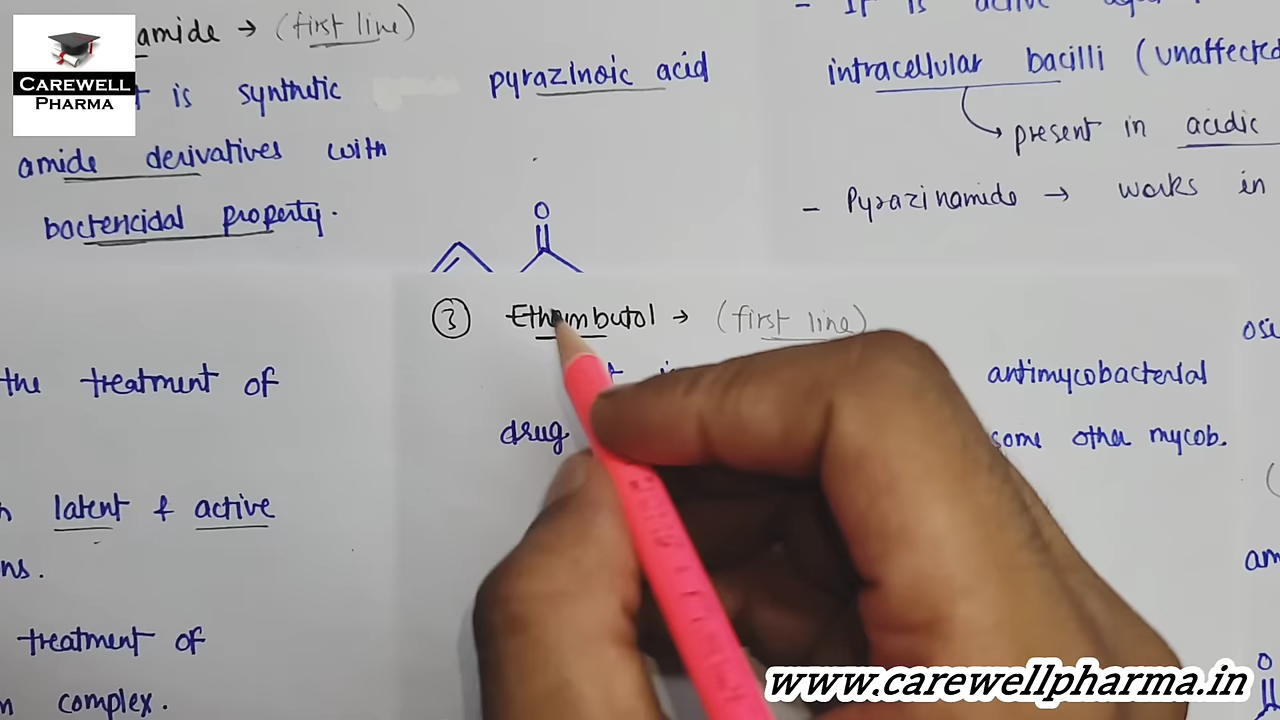 CAREWELL
PHARMA
amide → (first line)
is synthetic
amide derivatives with
bactericidal property.
pyrazinoic acid
intracellular bacilli (unaffected
present in acidic
- Pyrazinamide → works in
O
③ Ethambutol → (first line)
antimycobacterial
drug
some other mycob.
the treatment of
latent & active
ns.
treatment of
complex.
am
O
www.carewellpharma.in